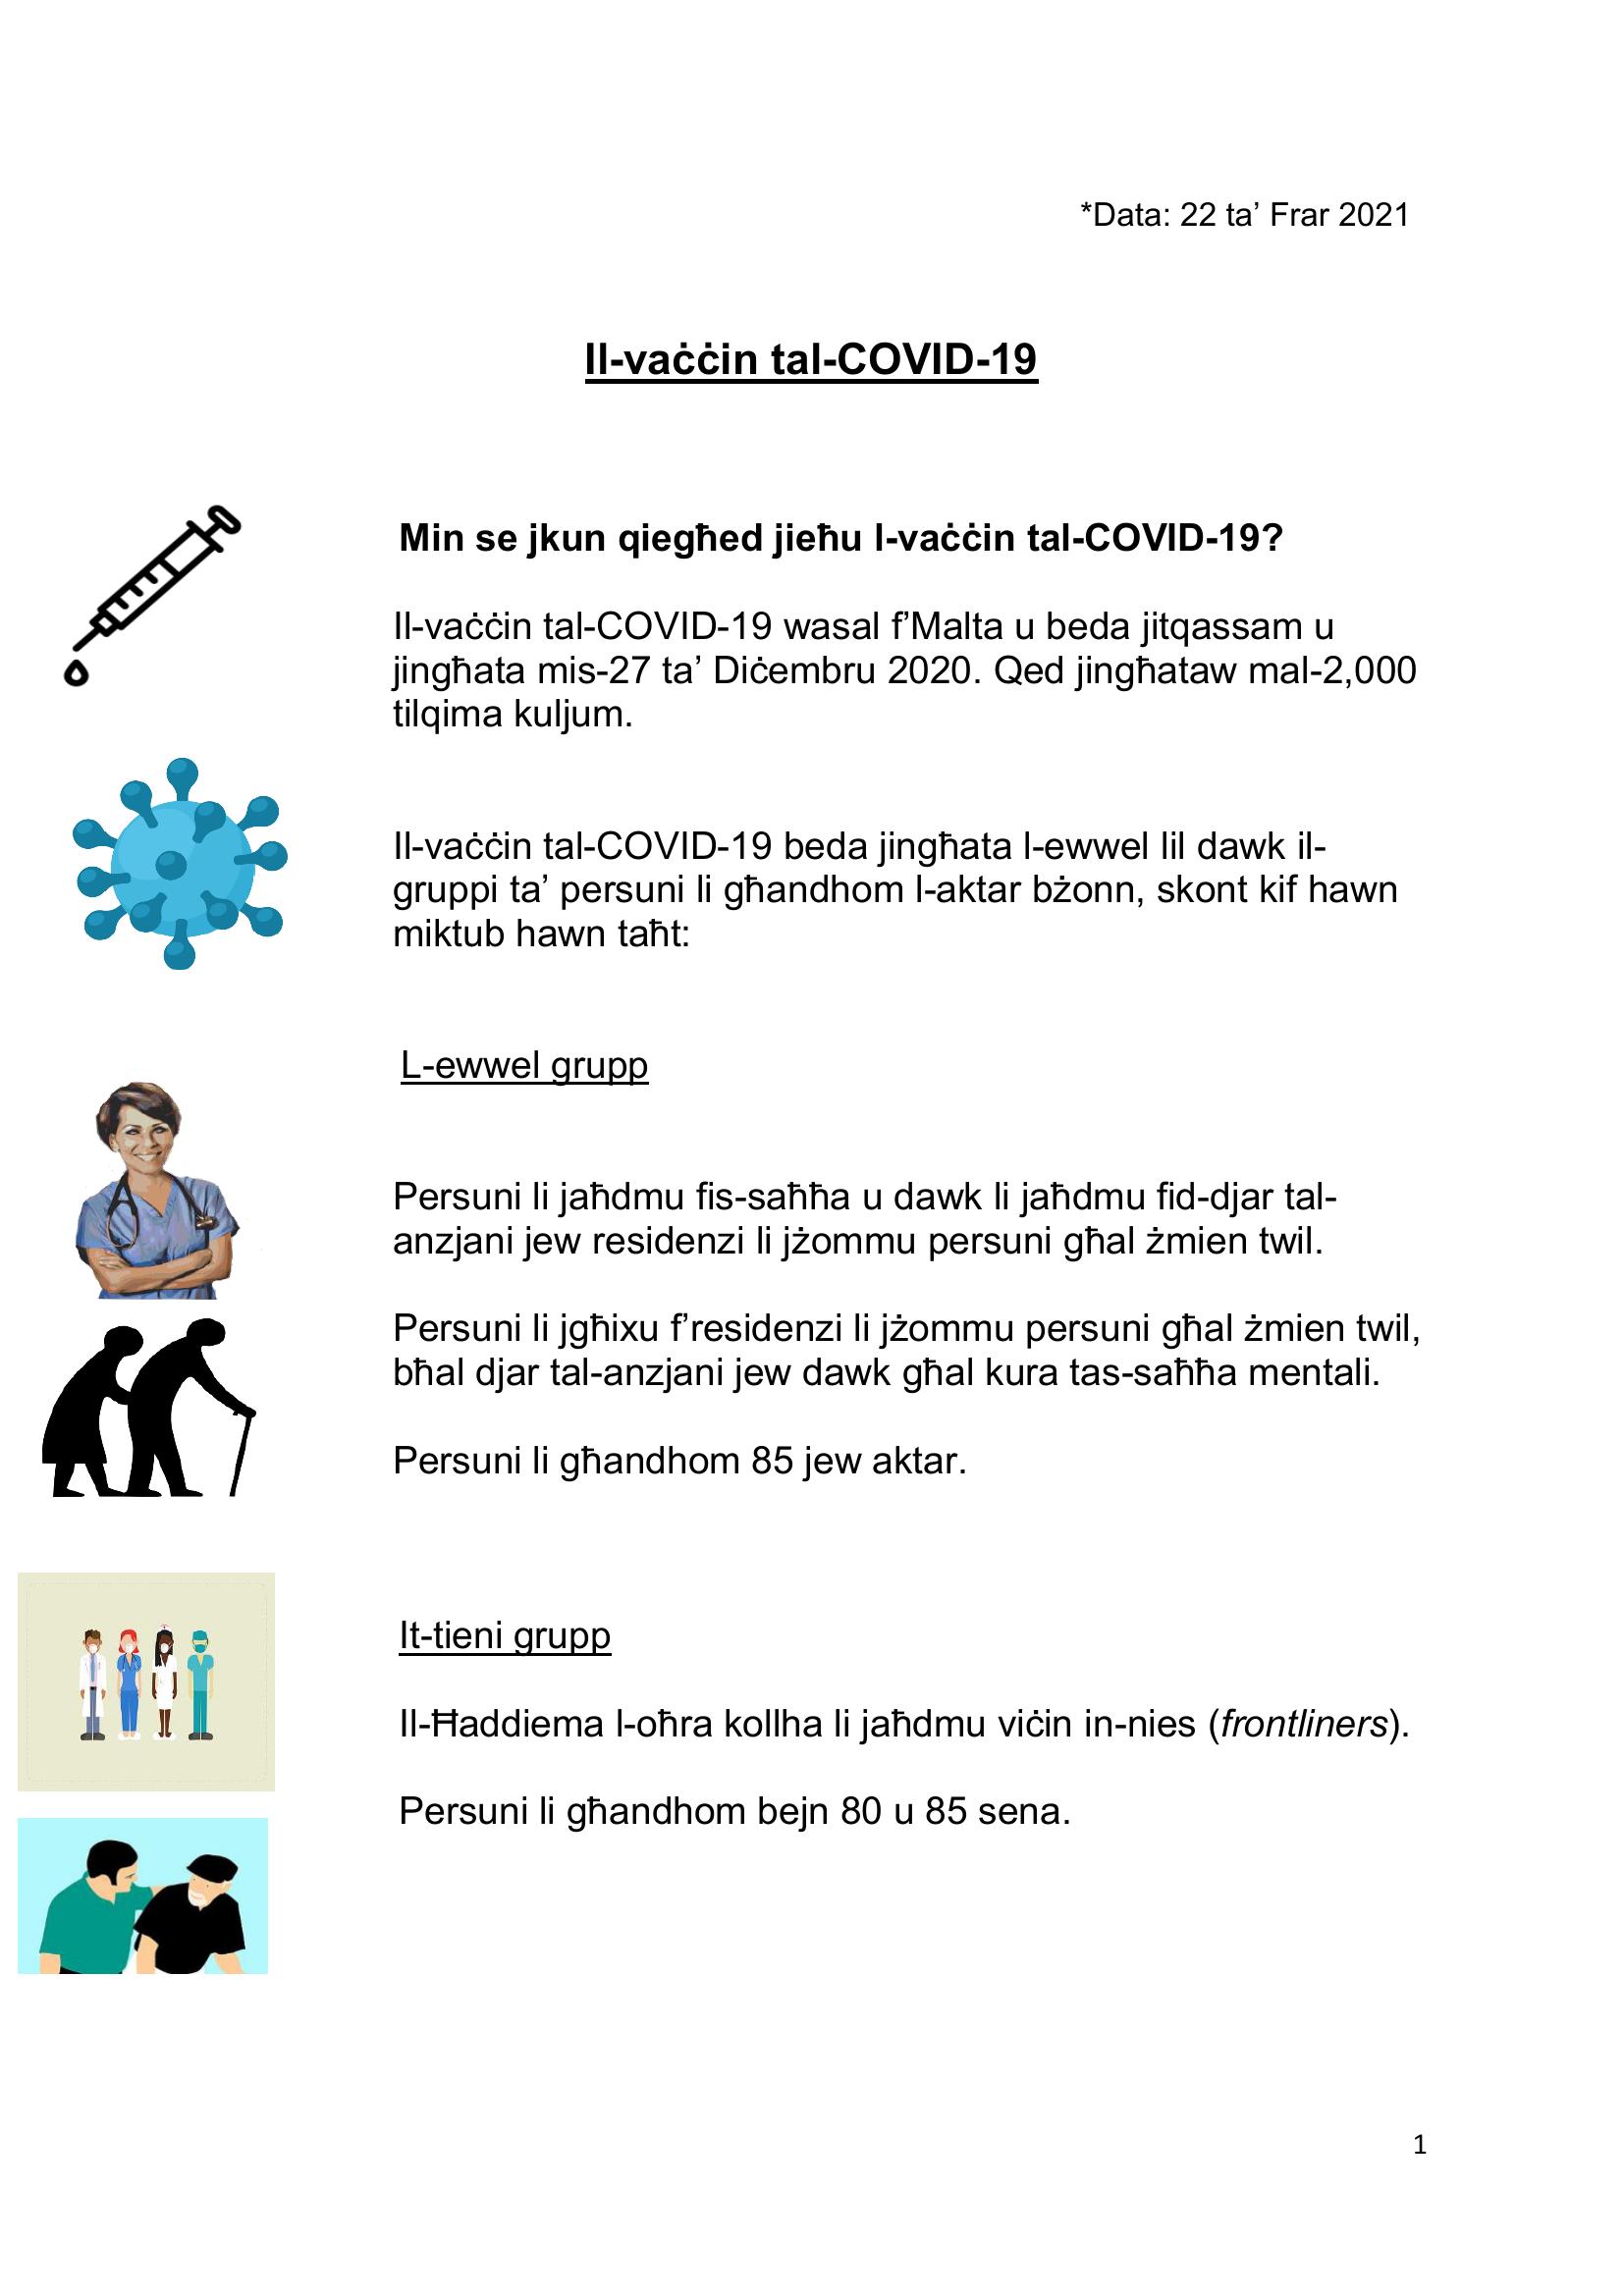 *Data: 22 ta’ Frar 2021
Il-vaċċin tal-COVID-19
Min se jkun qiegħed jieħu l-vaċċin tal-COVID-19?
Il-vaċċin tal-COVID-19 wasal f’Malta u beda jitqassam u
jingħata mis-27 ta’ Diċembru 2020. Qed jingħataw mal-2,000
tilqima kuljum.
Il-vaċċin tal-COVID-19 beda jingħata l-ewwel lil dawk il-
gruppi ta’ persuni li għandhom l-aktar bżonn, skont kif hawn
miktub hawn taħt:
L-ewwel grupp
Persuni li jaħdmu fis-saħħa u dawk li jaħdmu fid-djar tal-
anzjani jew residenzi li jżommu persuni għal żmien twil.
Persuni li jgħixu f’residenzi li jżommu persuni għal żmien twil,
bħal djar tal-anzjani jew dawk għal kura tas-saħħa mentali.
Persuni li għandhom 85 jew aktar.
It-tieni grupp
Il-Ħaddiema l-oħra kollha li jaħdmu viċin in-nies (frontliners).
Persuni li għandhom bejn 80 u 85 sena.
1